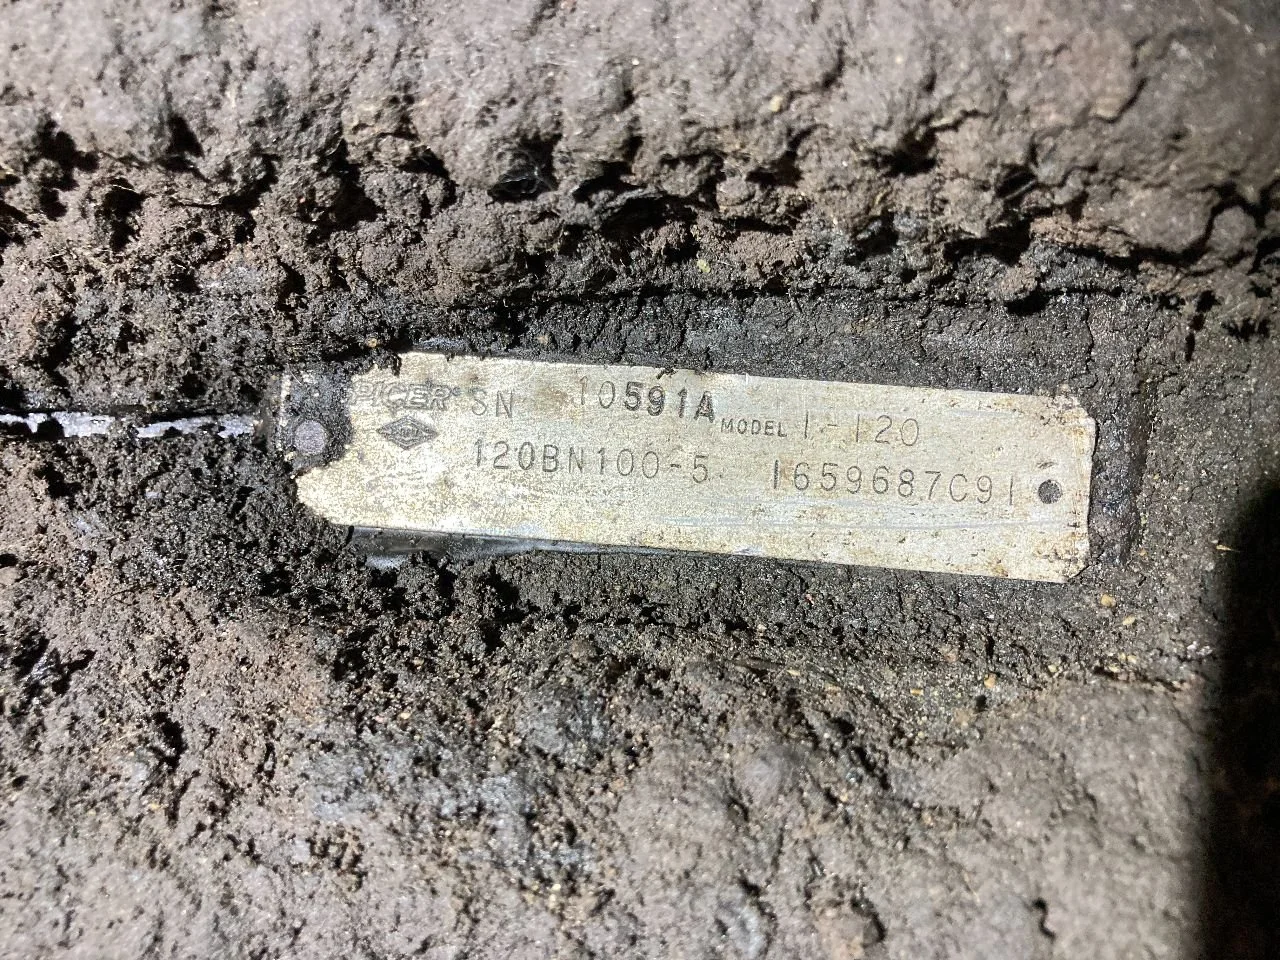 SPICER® SN 10591A MODEL I-120
120BN100-5 1659687C91